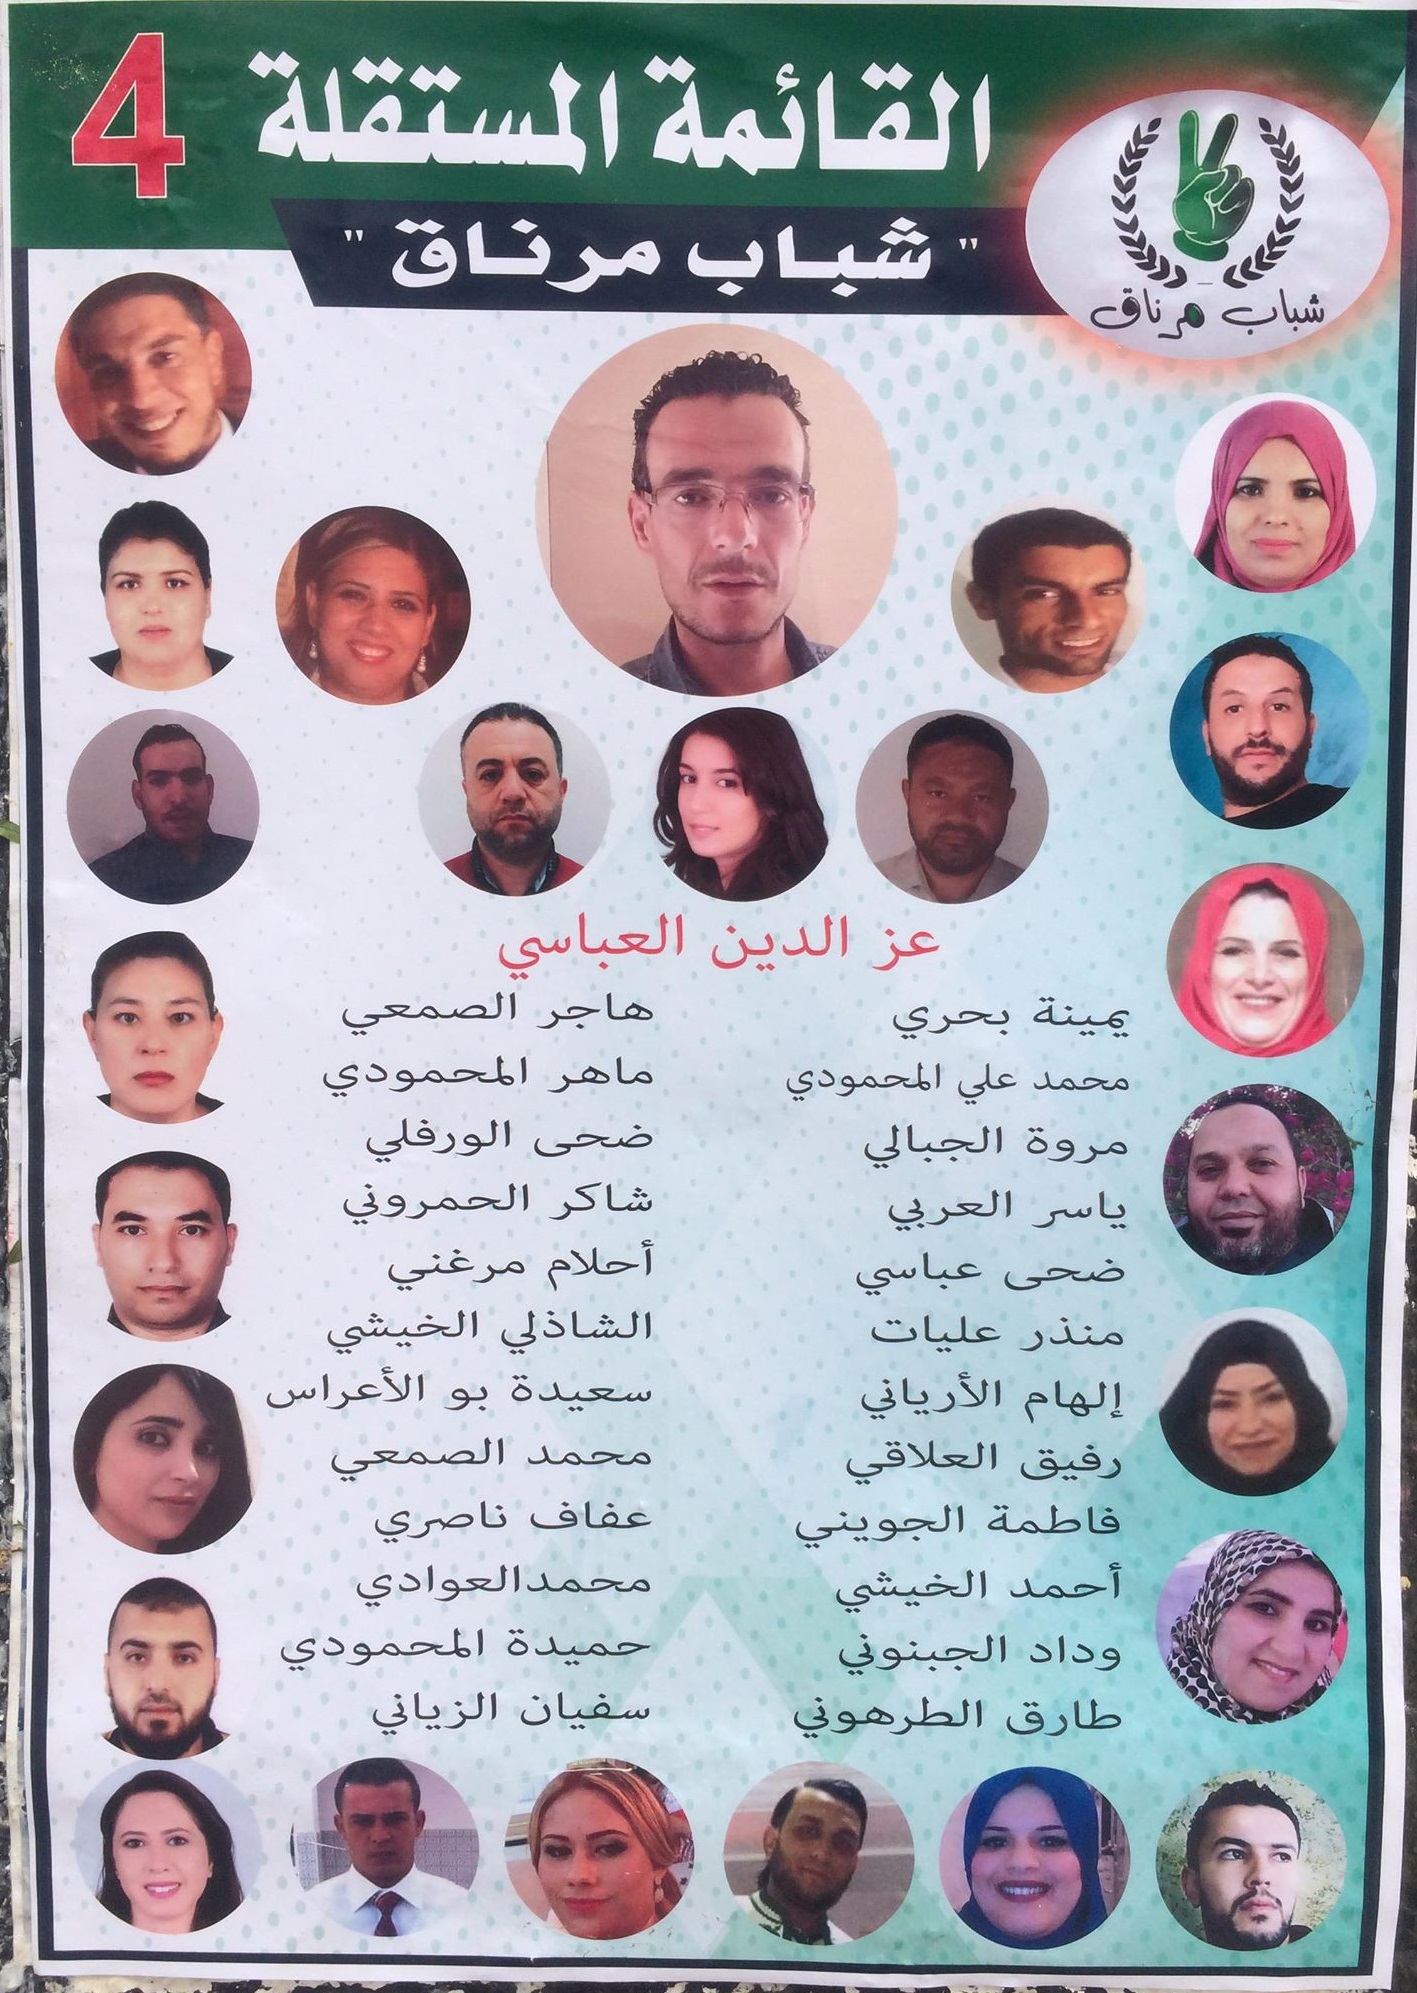 القائمة المستقلة 4
" شباب مرناق "
شباب مرناق
عز الدين العباسي
يمينة بحري
محمد علي المحمودي
مروة الجبالي
ياسر العربي
ضحى عباسي
منذر عليات
إلهام الأرياني
رفيق العلاقي
فاطمة الجويني
أحمد الخيشي
وداد الجبنوني
طارق الطرهوني
هاجر الصمعي
ماهر المحمودي
ضحى الورفلي
شاكر الحمروني
أحلام مرغني
الشاذلي الخيشي
سعيدة بو الأعراس
محمد الصمعي
عفاف ناصري
محمدالعوادي
حميدة المحمودي
سفيان الزياني